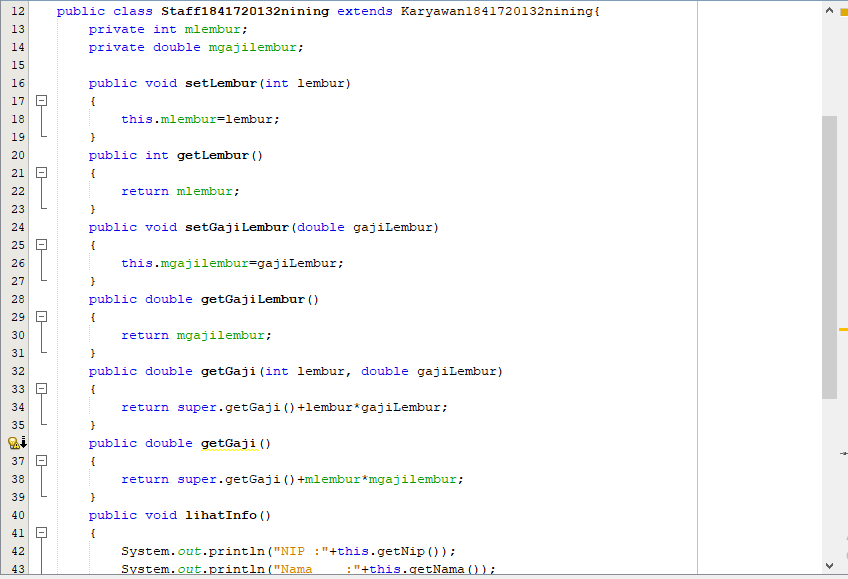 12 public class Staff1841720132nining extends Karyawan1841720132nining{
13 private int mlembur;
14 private double mgajilembur;
15
16 public void setLembur(int lembur)
17 {
18 this.mlembur=lembur;
19 }
20 public int getLembur()
21 {
22 return mlembur;
23 }
24 public void setGajiLembur(double gajiLembur)
25 {
26 this.mgajilembur=gajiLembur;
27 }
28 public double getGajiLembur()
29 {
30 return mgajilembur;
31 }
32 public double getGaji(int lembur, double gajiLembur)
33 {
34 return super.getGaji()+lembur*gajiLembur;
35 }
public double getGaji()
37 {
38 return super.getGaji()+mlembur*mgajilembur;
39 }
40 public void lihatInfo()
41 {
42 System.out.println("NIP :"+this.getNip());
43 System.out.println("Nama    :"+this.getNama());